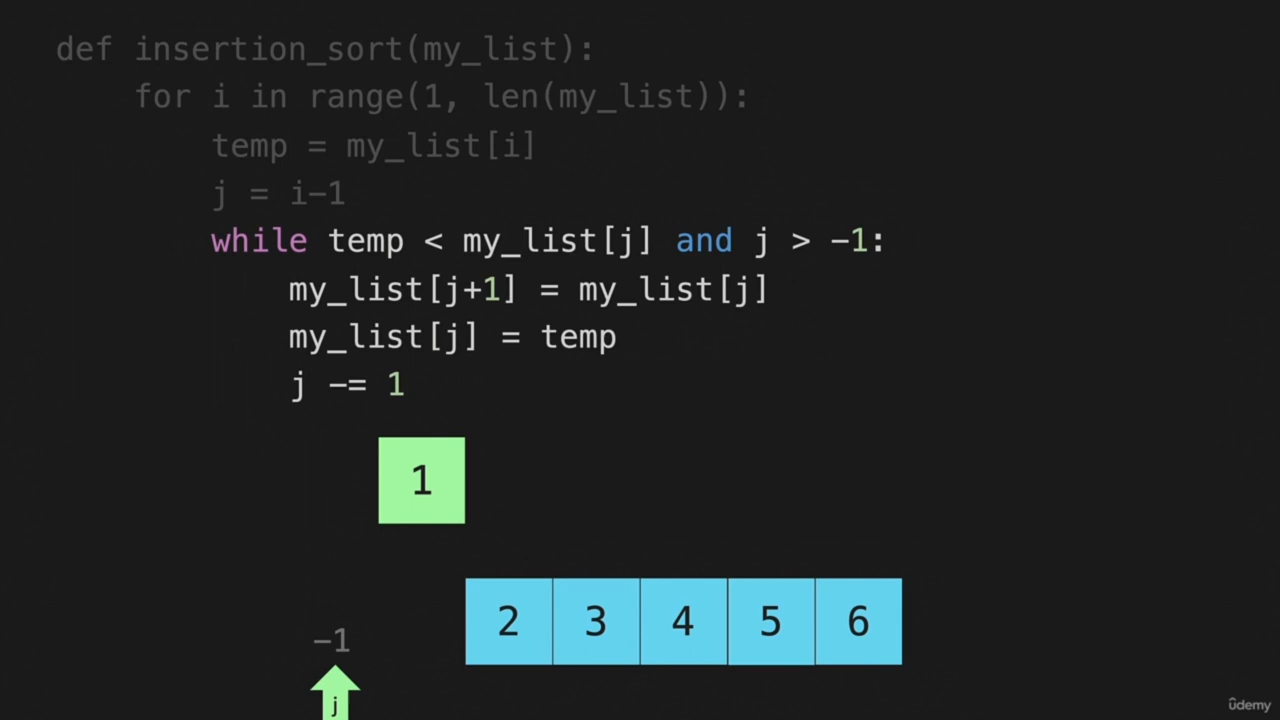 def insertion_sort(my_list):
    for i in range(1, len(my_list)):
        temp = my_list[i]
        j = i-1
        while temp < my_list[j] and j > -1:
            my_list[j+1] = my_list[j]
            my_list[j] = temp
            j -= 1
1
2 3 4 5 6
-1
j
ûdemy